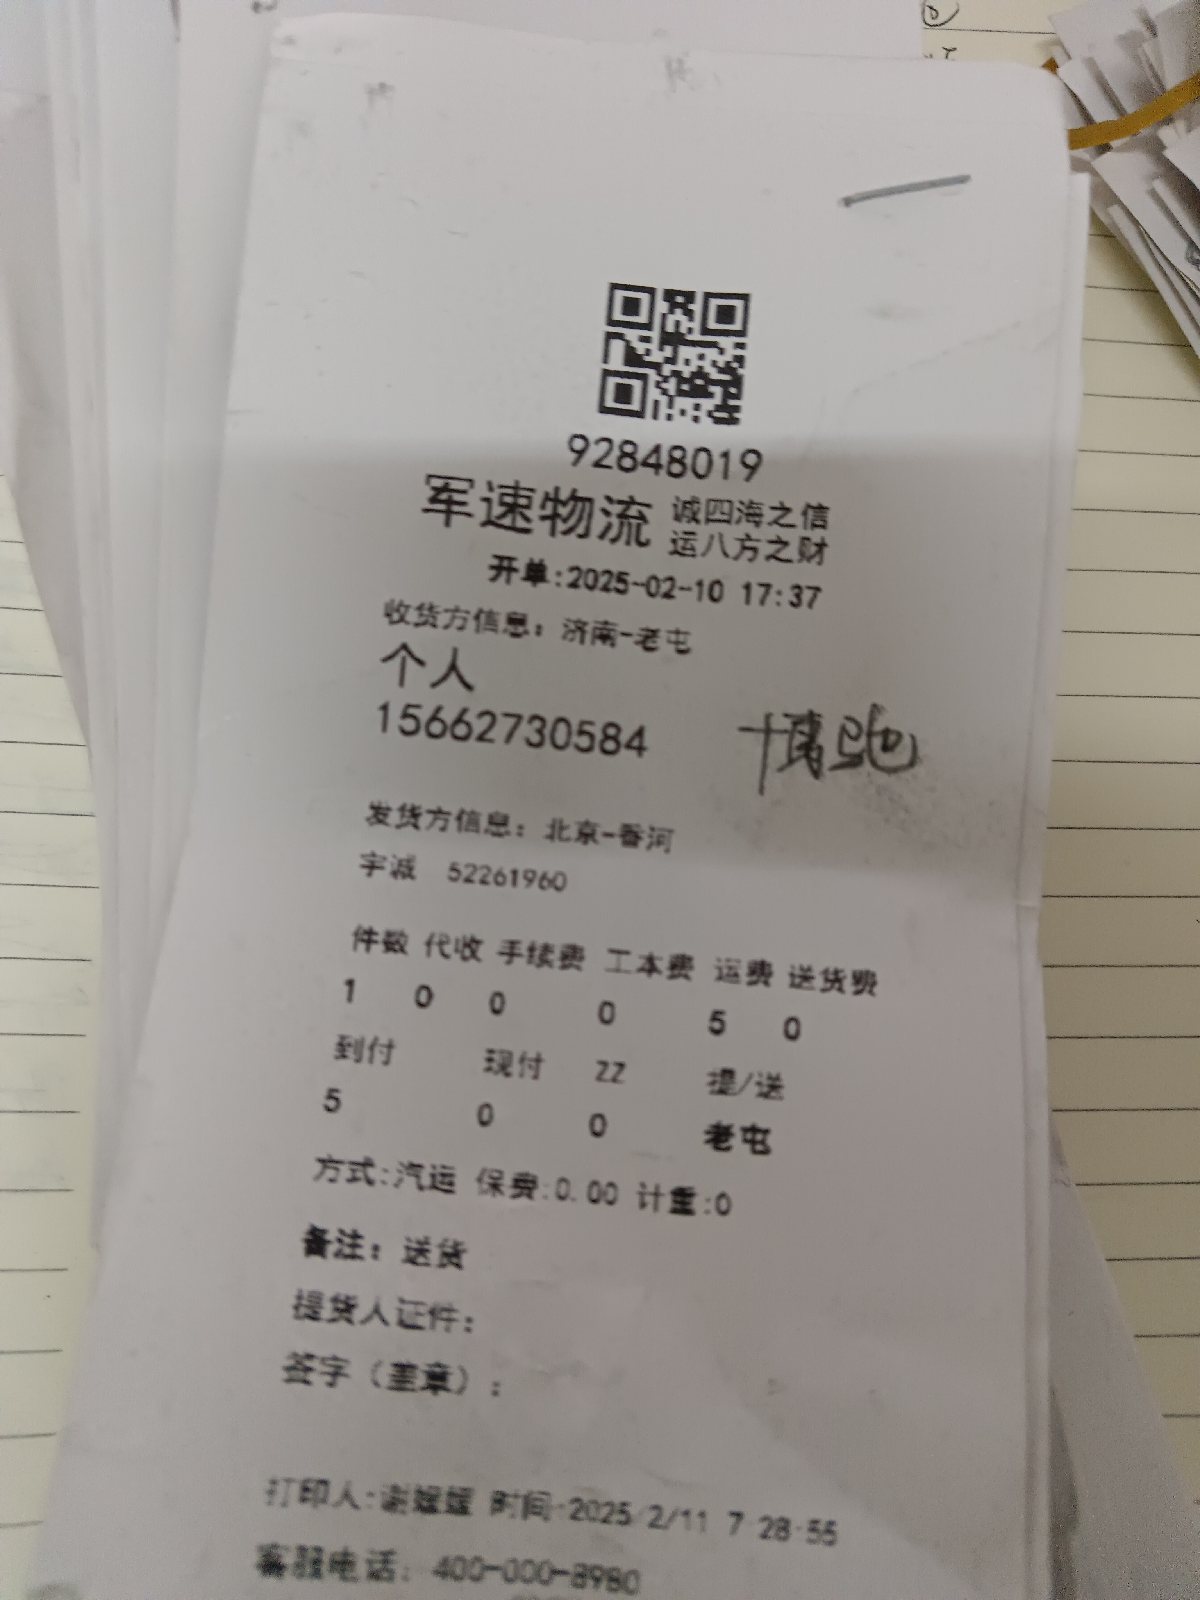 92848019
军速物流 诚四海之信
运八方之财
开单:2025-02-10 17:37
收货方信息：济南-老屯
个人
15662730584 博驰
发货方信息：北京-香河
宇诚 52261960
件数 代收 手续费 工本费 运费 送货费
1 0 0 0 5 0
到付 现付 ZZ 提/送
5 0 0 老屯
方式:汽运 保费:0.00 计重:0
备注：送货
提货人证件：
签字（盖章）：
打印人:谢媛媛 时间:2025/2/11 7:28:55
客服电话：400-000-8980